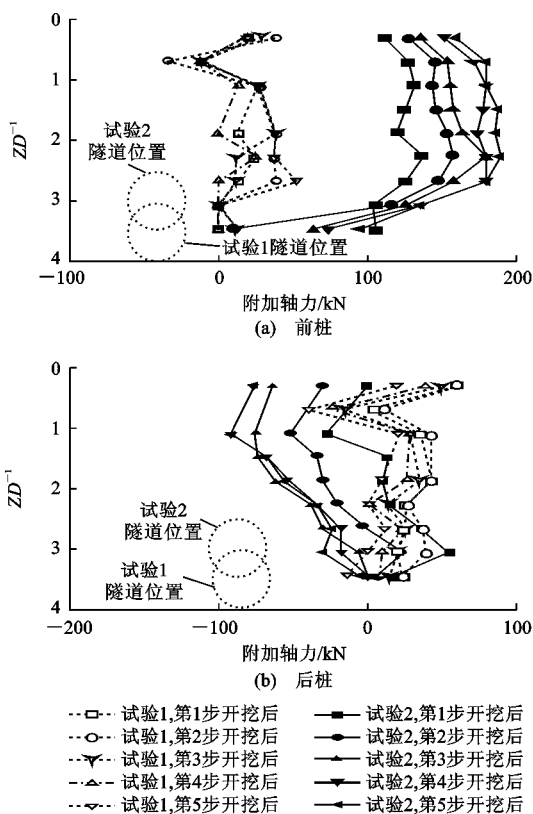 0
1
2
3
4
ZD⁻¹
试验2
隧道位置
试验1隧道位置
-100 0 100 200
附加轴力/kN
(a) 前桩
0
1
2
3
4
ZD⁻¹
试验2
隧道位置
试验1
隧道位置
-200 -100 0 100
附加轴力/kN
(b) 后桩
试验1,第1步开挖后 试验2,第1步开挖后
试验1,第2步开挖后 试验2,第2步开挖后
试验1,第3步开挖后 试验2,第3步开挖后
试验1,第4步开挖后 试验2,第4步开挖后
试验1,第5步开挖后 试验2,第5步开挖后